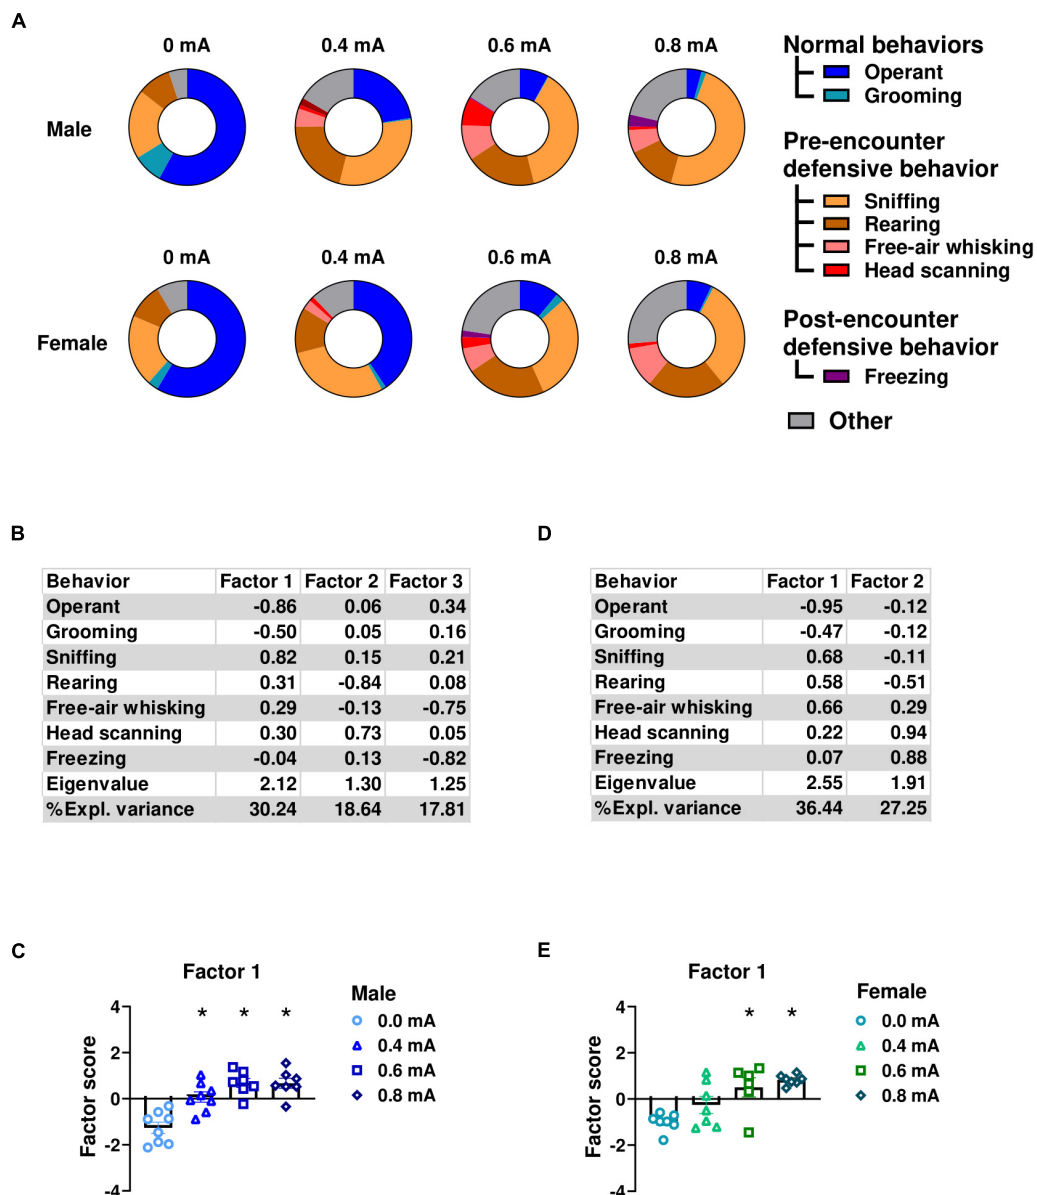 A
0 mA 0.4 mA 0.6 mA 0.8 mA
Male
0 mA 0.4 mA 0.6 mA 0.8 mA
Female
Normal behaviors
Operant
Grooming
Pre-encounter
defensive behavior
Sniffing
Rearing
Free-air whisking
Head scanning
Post-encounter
defensive behavior
Freezing
Other
B
Behavior Factor 1 Factor 2 Factor 3
Operant -0.86 0.06 0.34
Grooming -0.50 0.05 0.16
Sniffing 0.82 0.15 0.21
Rearing 0.31 -0.84 0.08
Free-air whisking 0.29 -0.13 -0.75
Head scanning 0.30 0.73 0.05
Freezing -0.04 0.13 -0.82
Eigenvalue 2.12 1.30 1.25
%Expl. variance 30.24 18.64 17.81
D
Behavior Factor 1 Factor 2
Operant -0.95 -0.12
Grooming -0.47 -0.12
Sniffing 0.68 -0.11
Rearing 0.58 -0.51
Free-air whisking 0.66 0.29
Head scanning 0.22 0.94
Freezing 0.07 0.88
Eigenvalue 2.55 1.91
%Expl. variance 36.44 27.25
C
Factor 1
Factor score
4
2
0
-2
-4
* * *
Male
0.0 mA
0.4 mA
0.6 mA
0.8 mA
E
Factor 1
Factor score
4
2
0
-2
-4
* *
Female
0.0 mA
0.4 mA
0.6 mA
0.8 mA